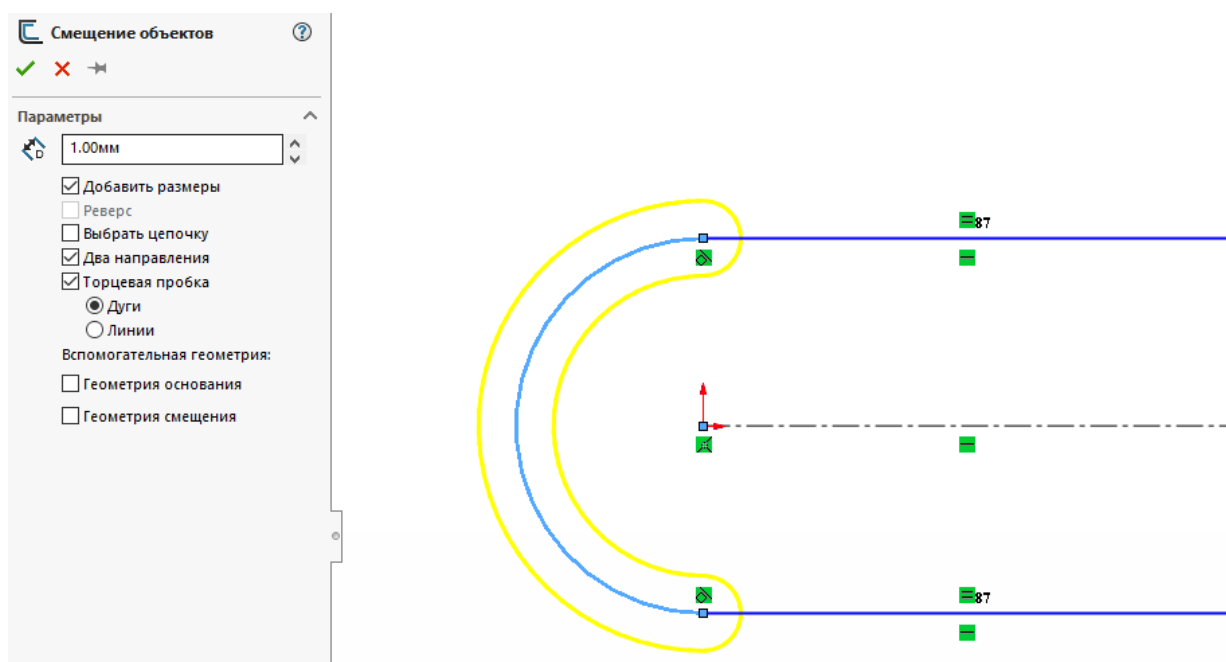 Смещение объектов
Параметры
1.00мм
Добавить размеры
Реверс
Выбрать цепочку
Два направления
Торцевая пробка
Дуги
Линии
Вспомогательная геометрия:
Геометрия основания
Геометрия смещения
87
87